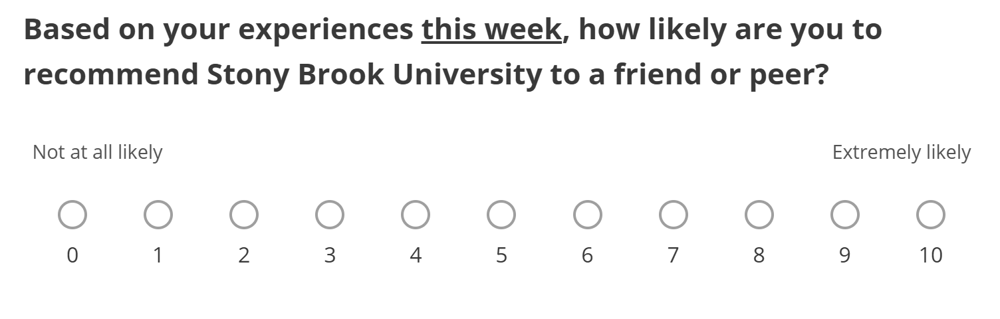 Based on your experiences this week, how likely are you to
recommend Stony Brook University to a friend or peer?
Not at all likely Extremely likely
0 1 2 3 4 5 6 7 8 9 10